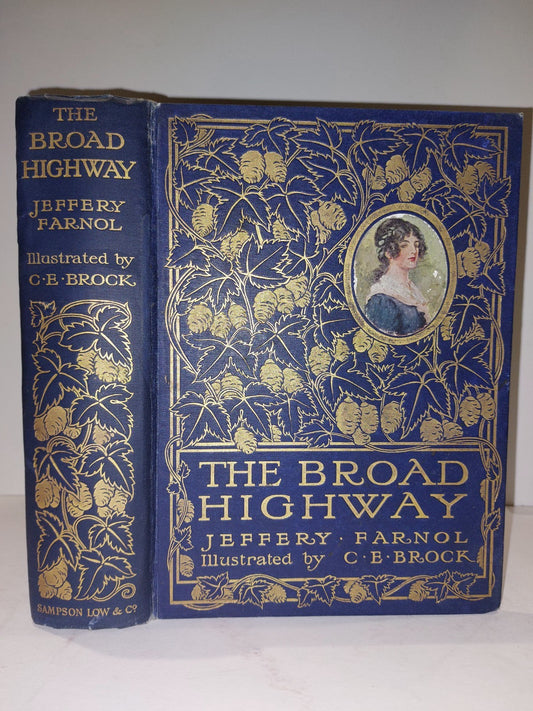 THE
BROAD
HIGHWAY
JEFFERY
FARNOL
Illustrated by
C·E·BROCK
SAMPSON LOW & Co
THE BROAD
HIGHWAY
JEFFERY · FARNOL
Illustrated by C·E·BROCK